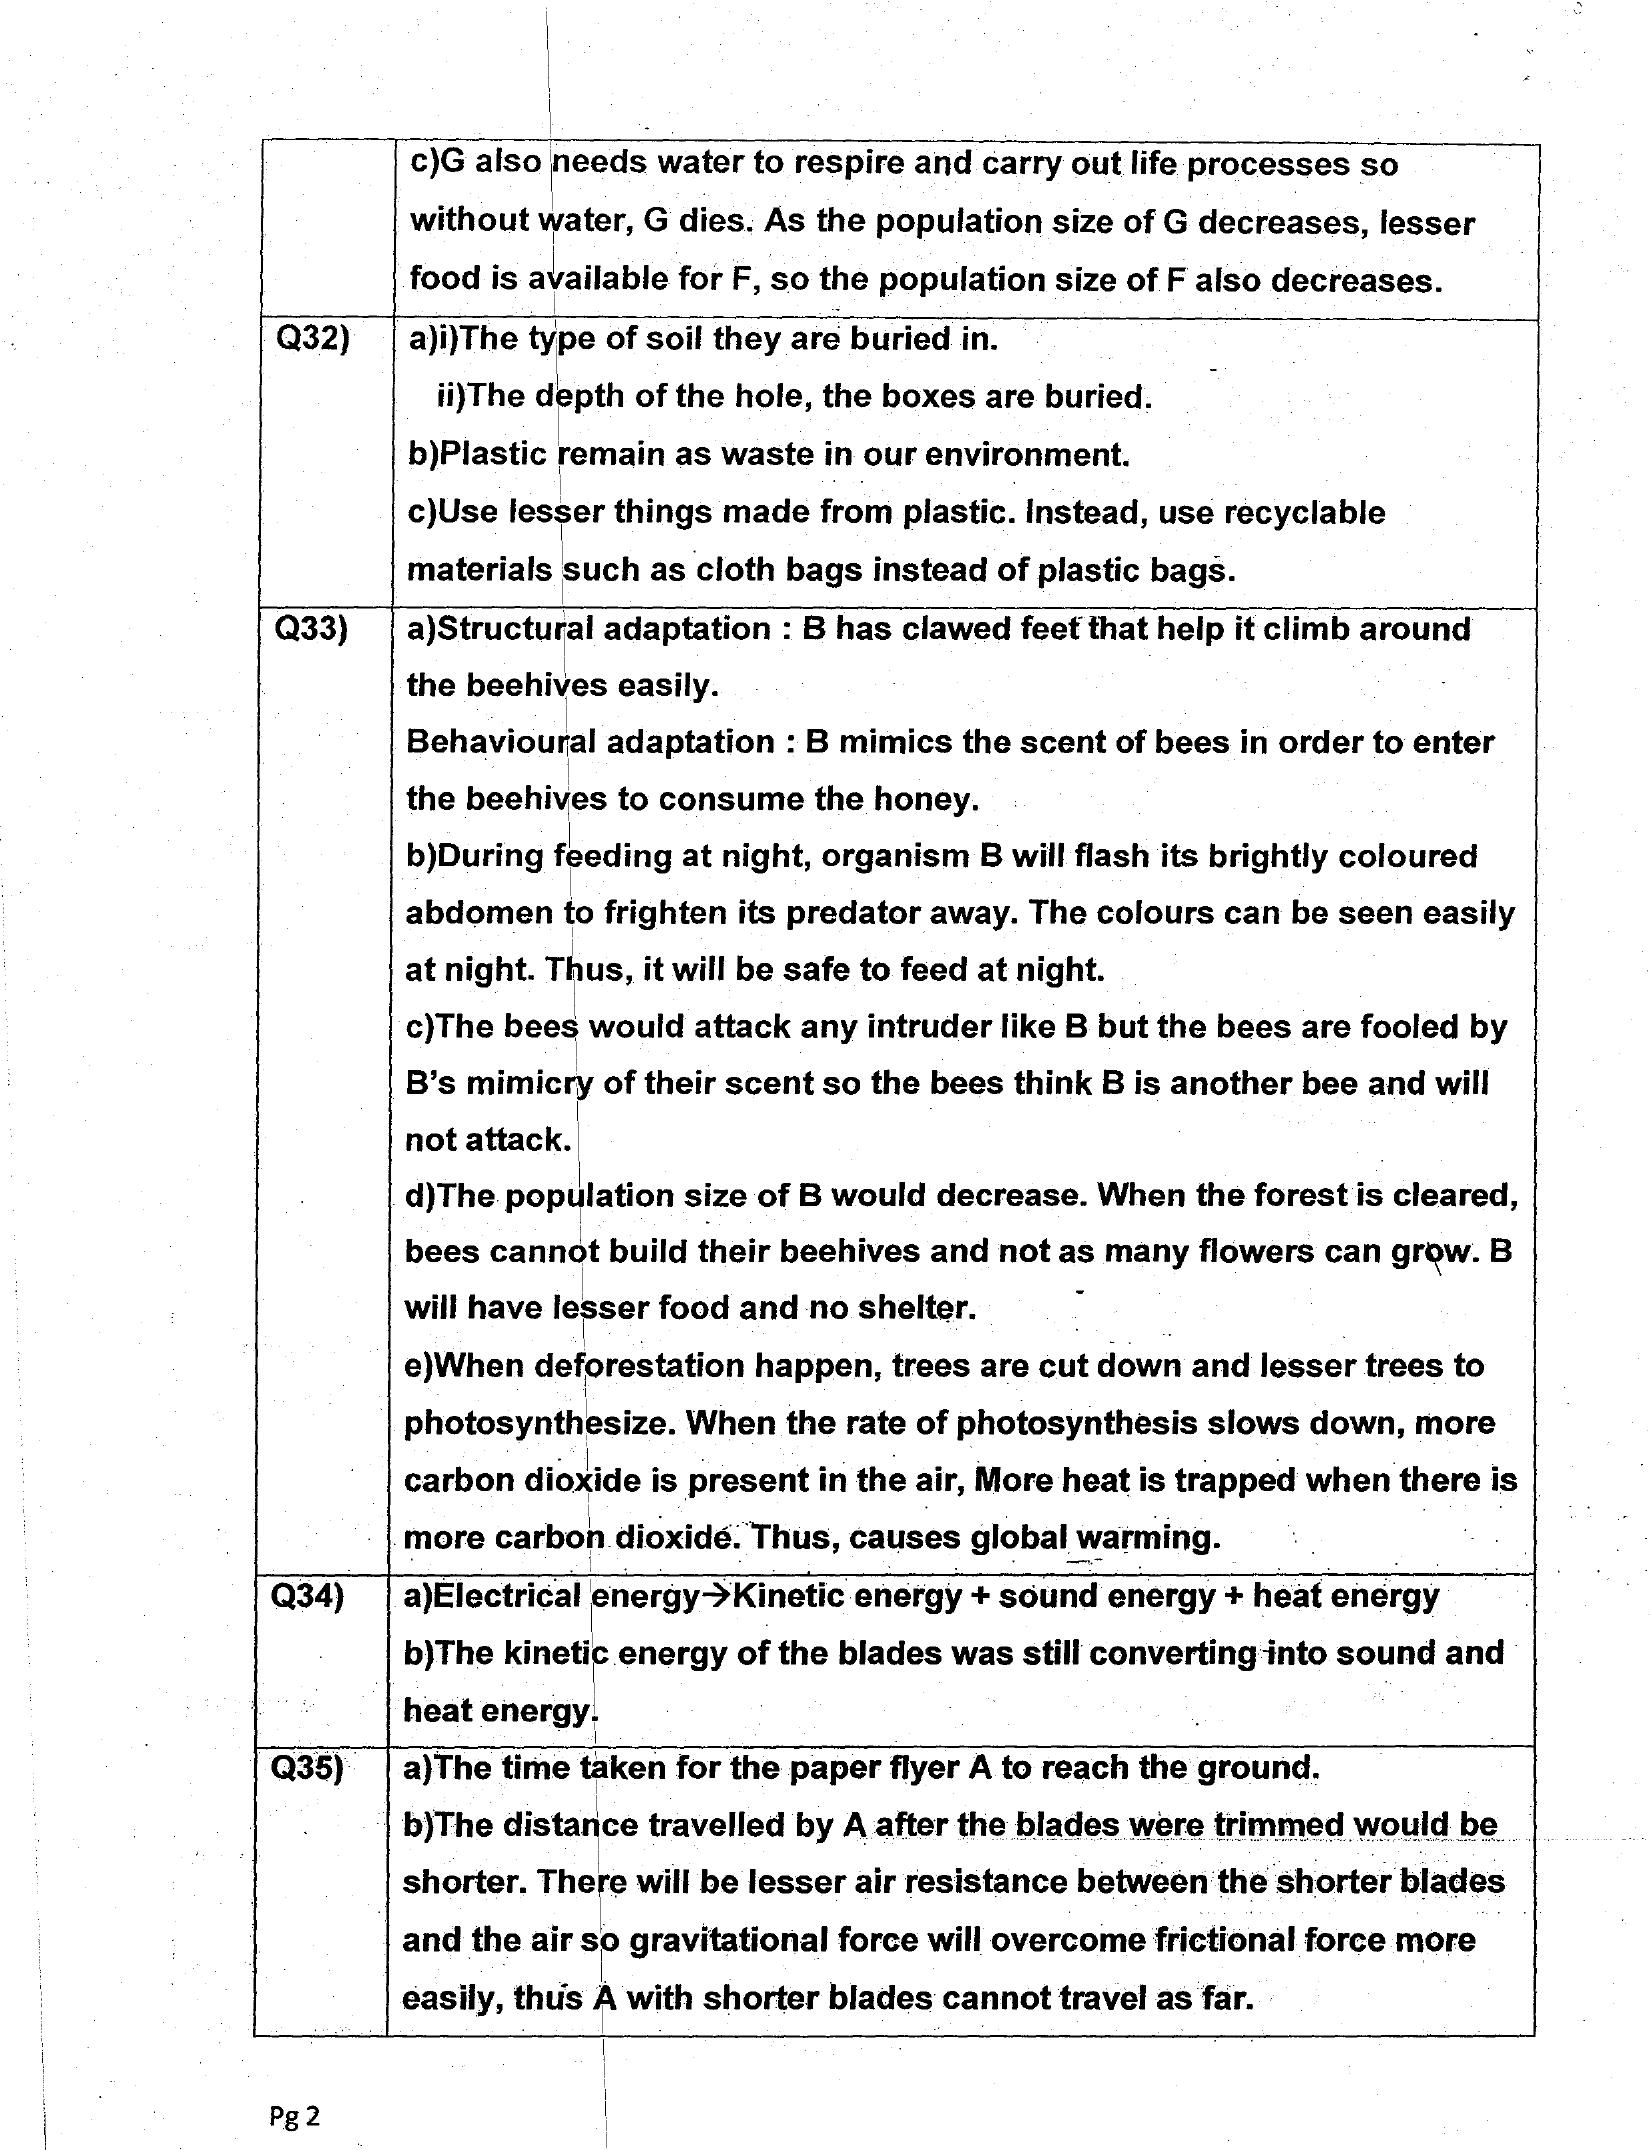 c)G also needs water to respire and carry out life processes so
without water, G dies. As the population size of G decreases, lesser
food is available for F, so the population size of F also decreases.
Q32) a)i)The type of soil they are buried in.
ii)The depth of the hole, the boxes are buried.
b)Plastic remain as waste in our environment.
c)Use lesser things made from plastic. Instead, use recyclable
materials such as cloth bags instead of plastic bags.
Q33) a)Structural adaptation : B has clawed feet that help it climb around
the beehives easily.
Behavioural adaptation : B mimics the scent of bees in order to enter
the beehives to consume the honey.
b)During feeding at night, organism B will flash its brightly coloured
abdomen to frighten its predator away. The colours can be seen easily
at night. Thus, it will be safe to feed at night.
c)The bees would attack any intruder like B but the bees are fooled by
B's mimicry of their scent so the bees think B is another bee and will
not attack.
d)The population size of B would decrease. When the forest is cleared,
bees cannot build their beehives and not as many flowers can grow. B
will have lesser food and no shelter.
e)When deforestation happen, trees are cut down and lesser trees to
photosynthesize. When the rate of photosynthesis slows down, more
carbon dioxide is present in the air, More heat is trapped when there is
more carbon dioxide. Thus, causes global warming.
Q34) a)Electrical energy→Kinetic energy + sound energy + heat energy
b)The kinetic energy of the blades was still converting into sound and
heat energy.
Q35) a)The time taken for the paper flyer A to reach the ground.
b)The distance travelled by A after the blades were trimmed would be
shorter. There will be lesser air resistance between the shorter blades
and the air so gravitational force will overcome frictional force more
easily, thus A with shorter blades cannot travel as far.
Pg 2